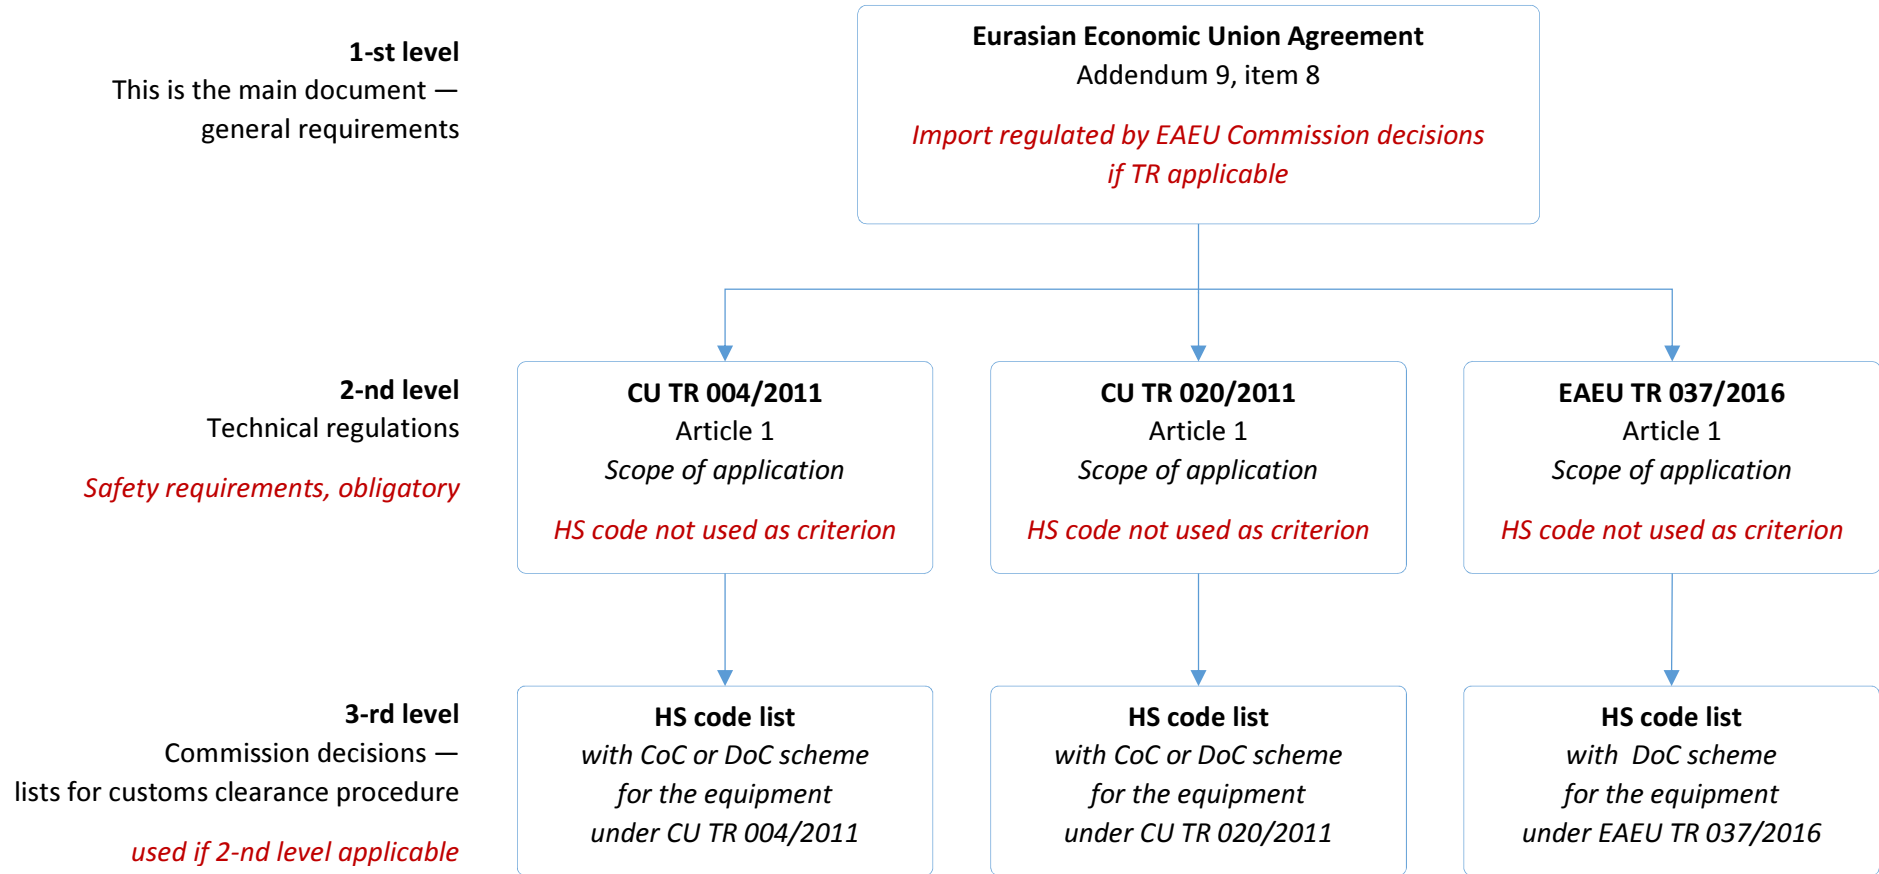 1-st level
This is the main document —
general requirements
Eurasian Economic Union Agreement
Addendum 9, item 8
Import regulated by EAEU Commission decisions
if TR applicable
2-nd level
Technical regulations
Safety requirements, obligatory
CU TR 004/2011
Article 1
Scope of application
HS code not used as criterion
CU TR 020/2011
Article 1
Scope of application
HS code not used as criterion
EAEU TR 037/2016
Article 1
Scope of application
HS code not used as criterion
3-rd level
Commission decisions —
lists for customs clearance procedure
used if 2-nd level applicable
HS code list
with CoC or DoC scheme
for the equipment
under CU TR 004/2011
HS code list
with CoC or DoC scheme
for the equipment
under CU TR 020/2011
HS code list
with DoC scheme
for the equipment
under EAEU TR 037/2016